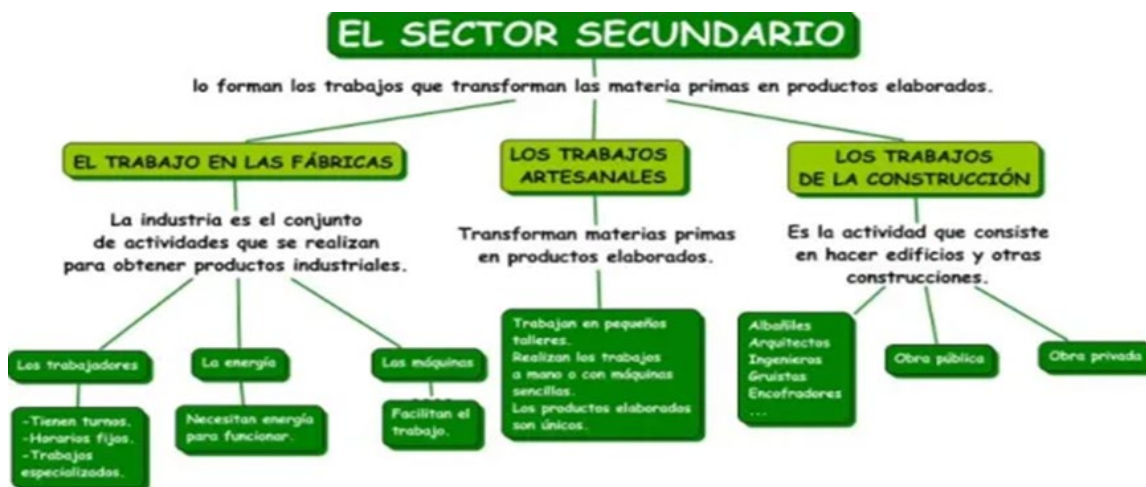 EL SECTOR SECUNDARIO
lo forman los trabajos que transforman las materia primas en productos elaborados.
EL TRABAJO EN LAS FÁBRICAS
La industria es el conjunto
de actividades que se realizan
para obtener productos industriales.
Los trabajadores
-Tienen turnos.
-Horarios fijos.
-Trabajos
especializados.
La energía
Necesitan energía
para funcionar.
Las máquinas
Facilitan el
trabajo.
LOS TRABAJOS
ARTESANALES
Transforman materias primas
en productos elaborados.
Trabajan en pequeños
talleres.
Realizan los trabajos
a mano o con máquinas
sencillas.
Los productos elaborados
son únicos.
LOS TRABAJOS
DE LA CONSTRUCCIÓN
Es la actividad que consiste
en hacer edificios y otras
construcciones.
Albañiles
Arquitectos
Ingenieros
Gruistas
Encofradores
...
Obra pública
Obra privada